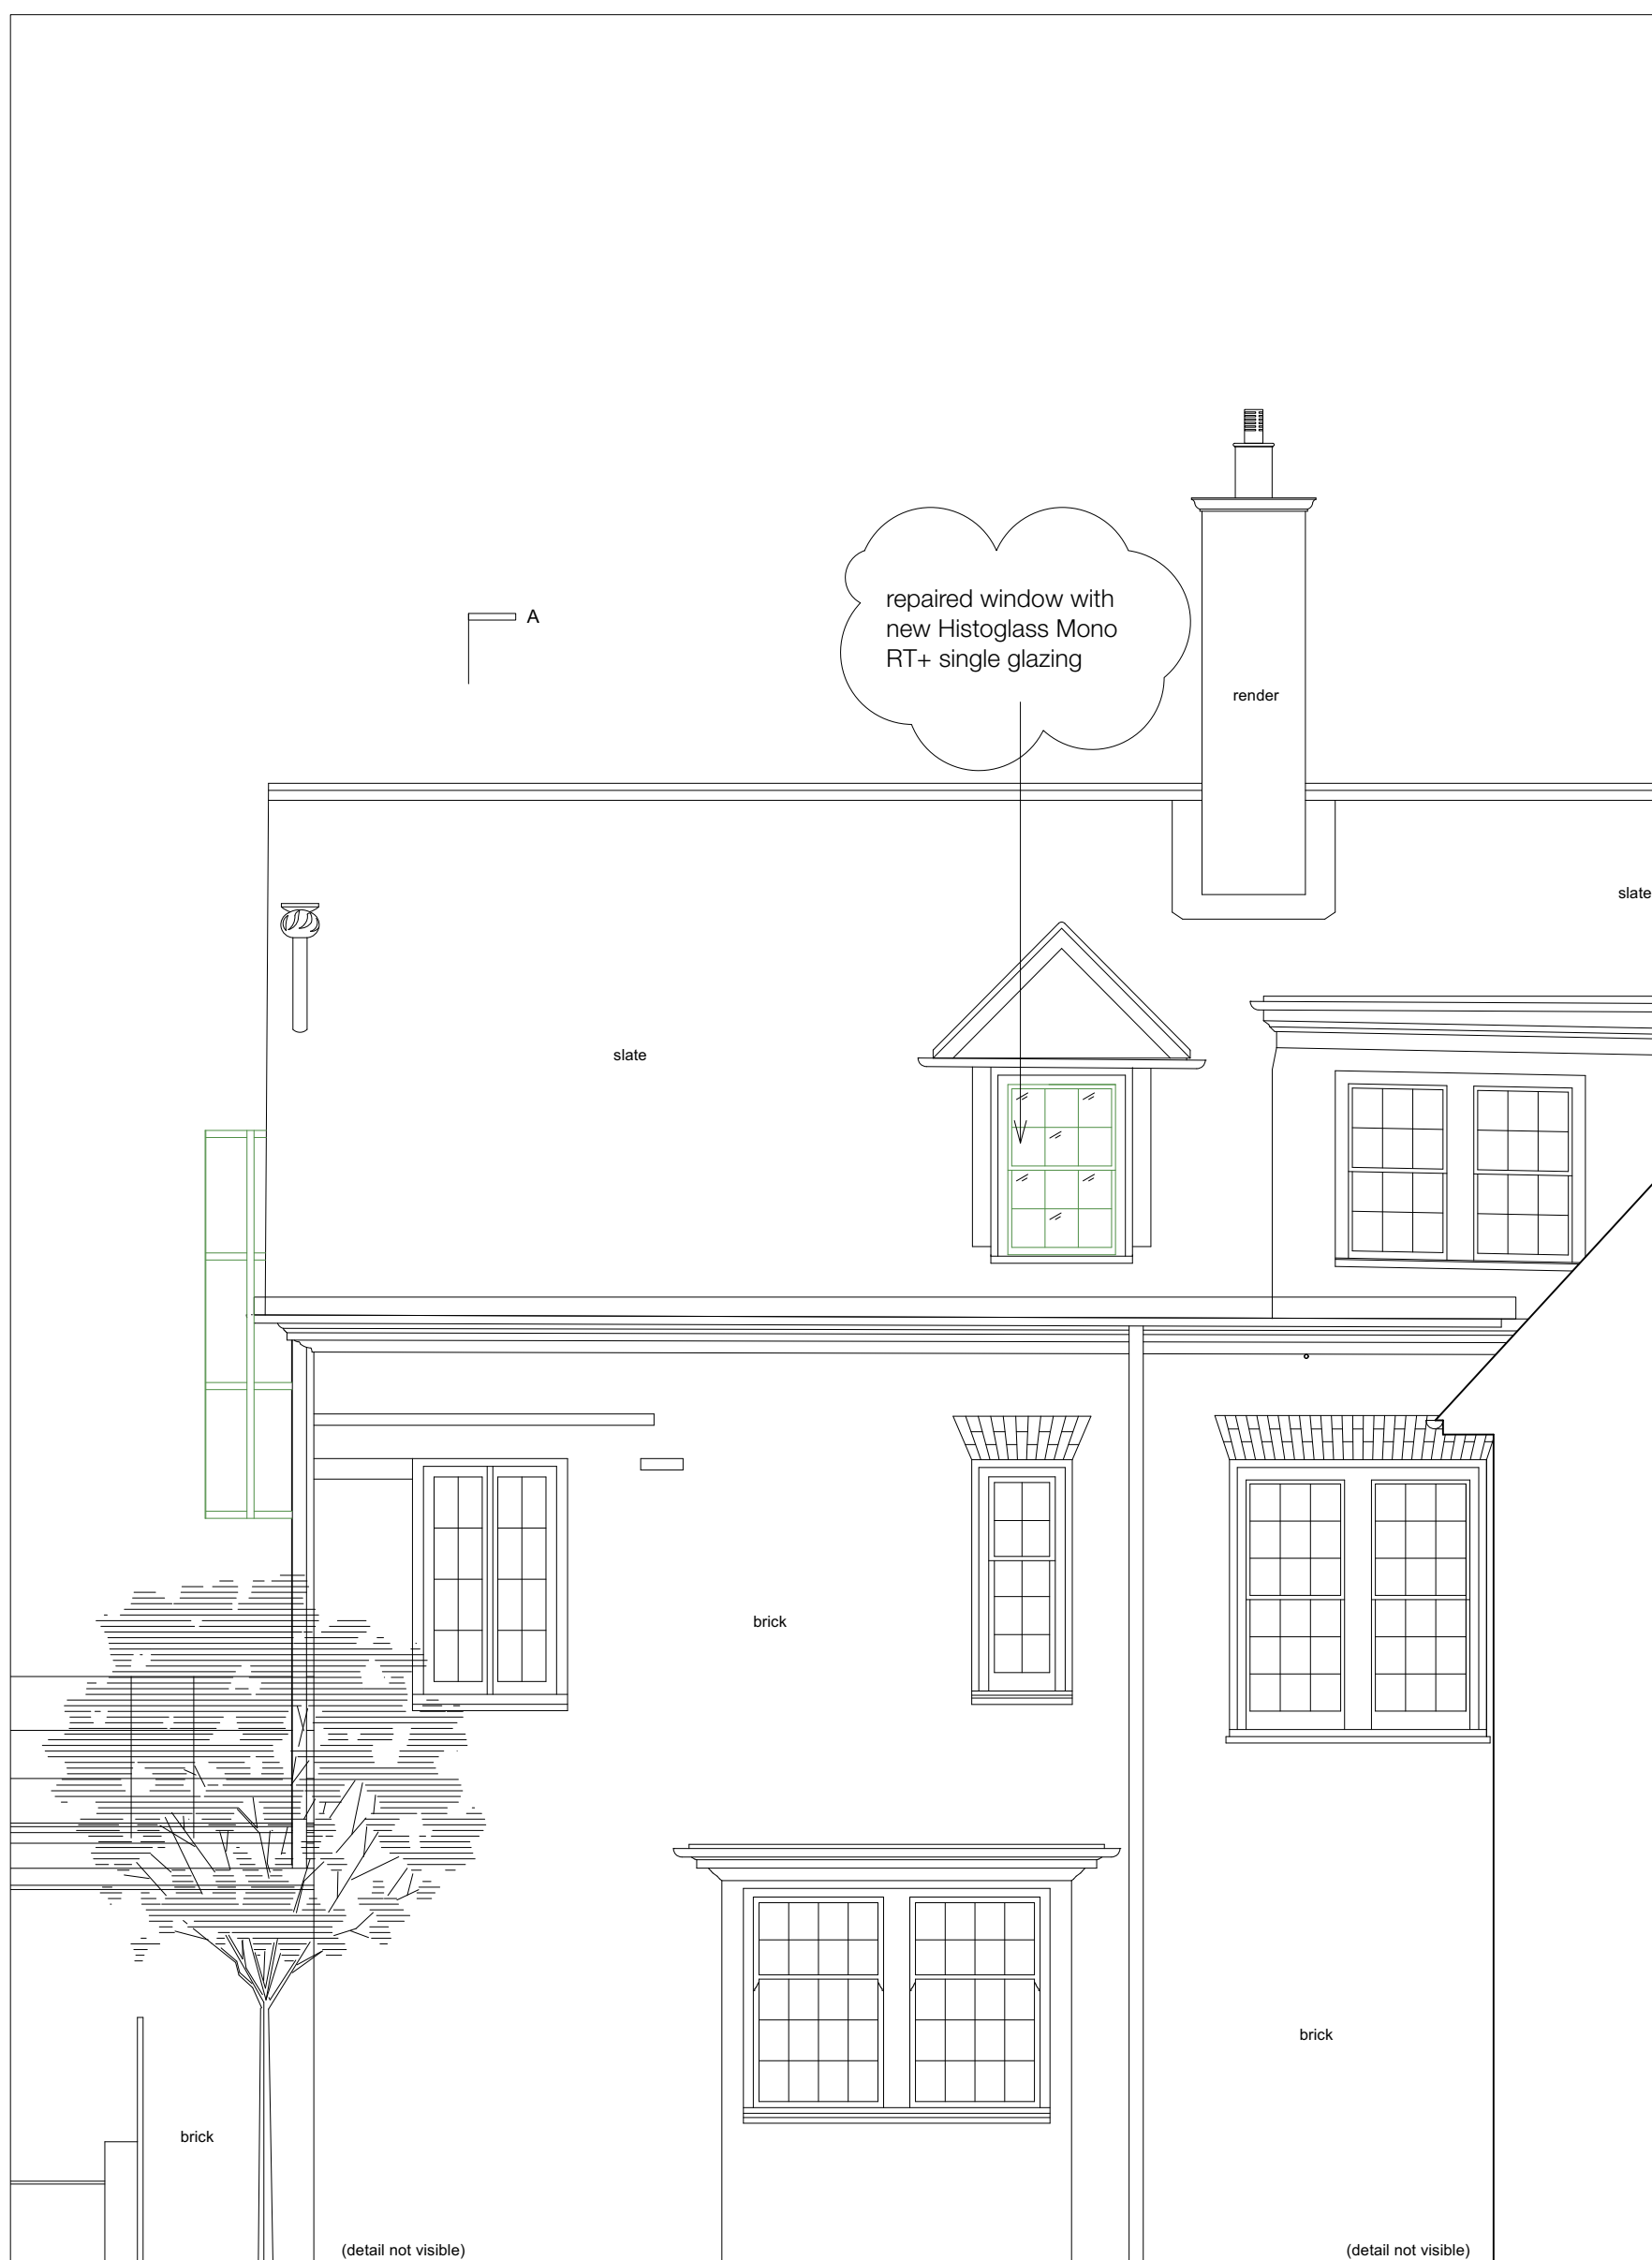 A
repaired window with
new Histoglass Mono
RT+ single glazing
render
slate
slate
brick
brick
brick
(detail not visible)
(detail not visible)